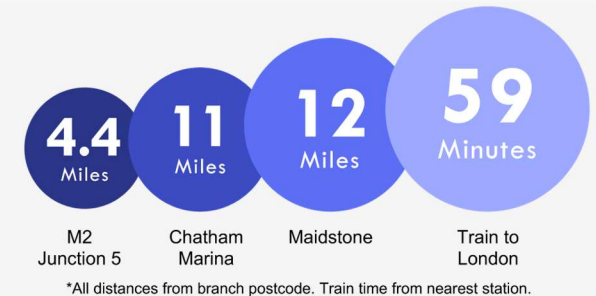 4.4
Miles
11
Miles
12
Miles
59
Minutes
M2
Junction 5
Chatham
Marina
Maidstone
Train to
London
*All distances from branch postcode. Train time from nearest station.